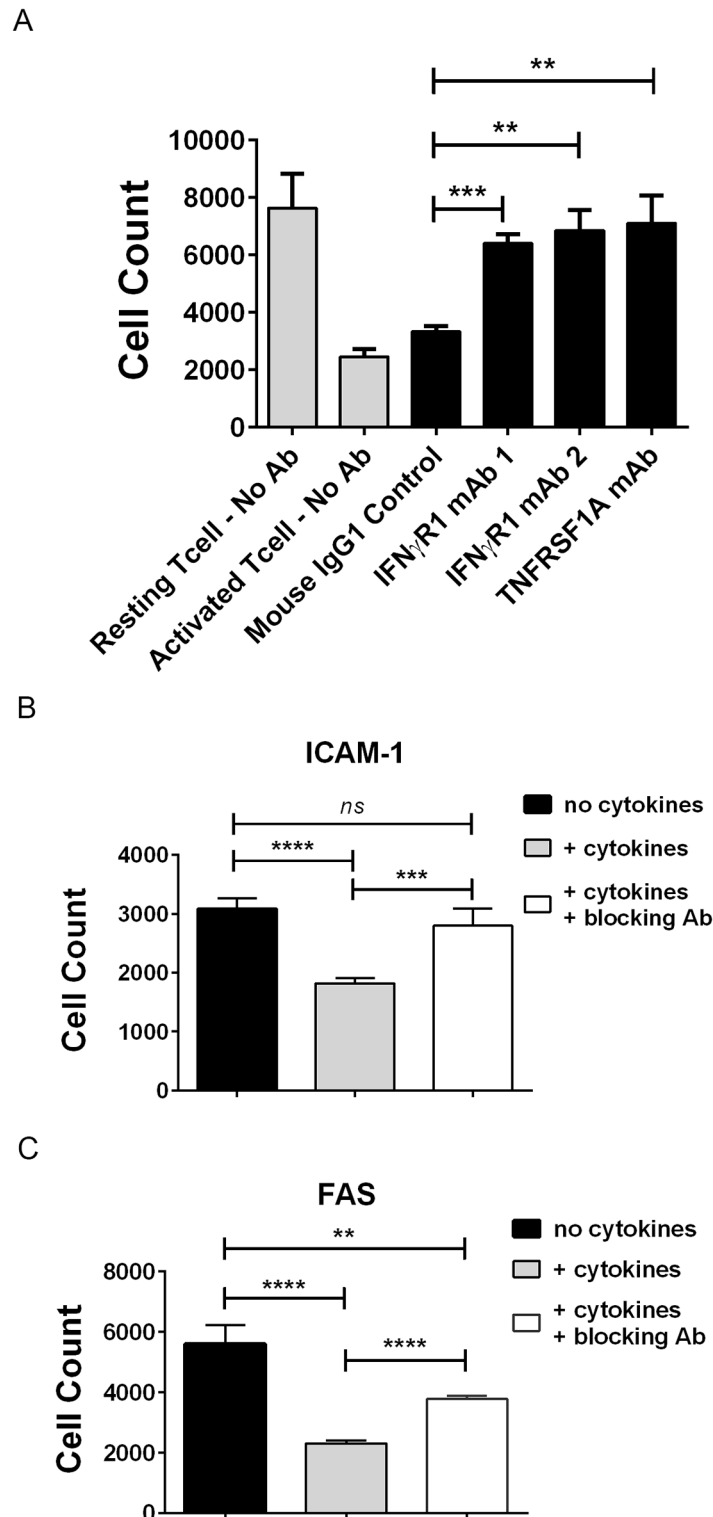 A
**
**
***
10000
8000
6000
4000
2000
0
Cell Count
Resting Tcell - No Ab
Activated Tcell - No Ab
Mouse IgG1 Control
IFNγR1 mAb 1
IFNγR1 mAb 2
TNFRSF1A mAb
B
ICAM-1
ns
****
***
no cytokines
+ cytokines
+ cytokines
+ blocking Ab
4000
3000
2000
1000
0
Cell Count
C
FAS
**
****
****
no cytokines
+ cytokines
+ cytokines
+ blocking Ab
8000
6000
4000
2000
0
Cell Count